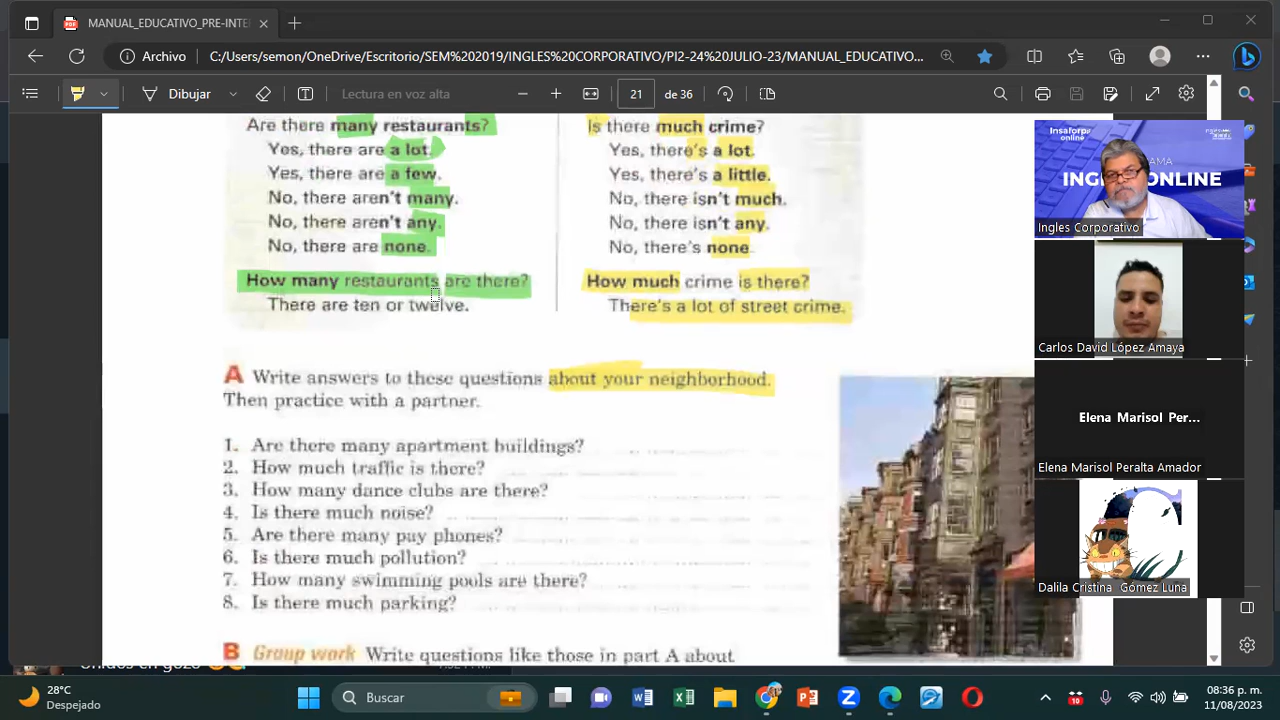 MANUAL_EDUCATIVO_PRE-INTE
Archivo
C:/Users/semon/OneDrive/Escritorio/SEM%202019/INGLES%20CORPORATIVO/PI2-24%20JULIO-23/MANUAL_EDUCATIVO_P...
Dibujar
Lectura en voz alta
21
de 36
Are there many restaurants?
Yes, there are a lot.
Yes, there are a few.
No, there aren't many.
No, there aren't any.
No, there are none.
How many restaurants are there?
There are ten or twelve.
Is there much crime?
Yes, there's a lot.
Yes, there's a little.
No, there isn't much.
No, there isn't any.
No, there's none.
How much crime is there?
There's a lot of street crime.
A Write answers to these questions about your neighborhood.
Then practice with a partner.
1. Are there many apartment buildings?
2. How much traffic is there?
3. How many dance clubs are there?
4. Is there much noise?
5. Are there many pay phones?
6. Is there much pollution?
7. How many swimming pools are there?
8. Is there much parking?
B Group work Write questions like those in part A about
Insaforp
online
INGL
ONLINE
Ingles Corporativo
Carlos David López Amaya
Elena Marisol Per...
Elena Marisol Peralta Amador
Dalila Cristina Gómez Luna
28°C
Despejado
Buscar
10
08:36 p. m.
11/08/2023